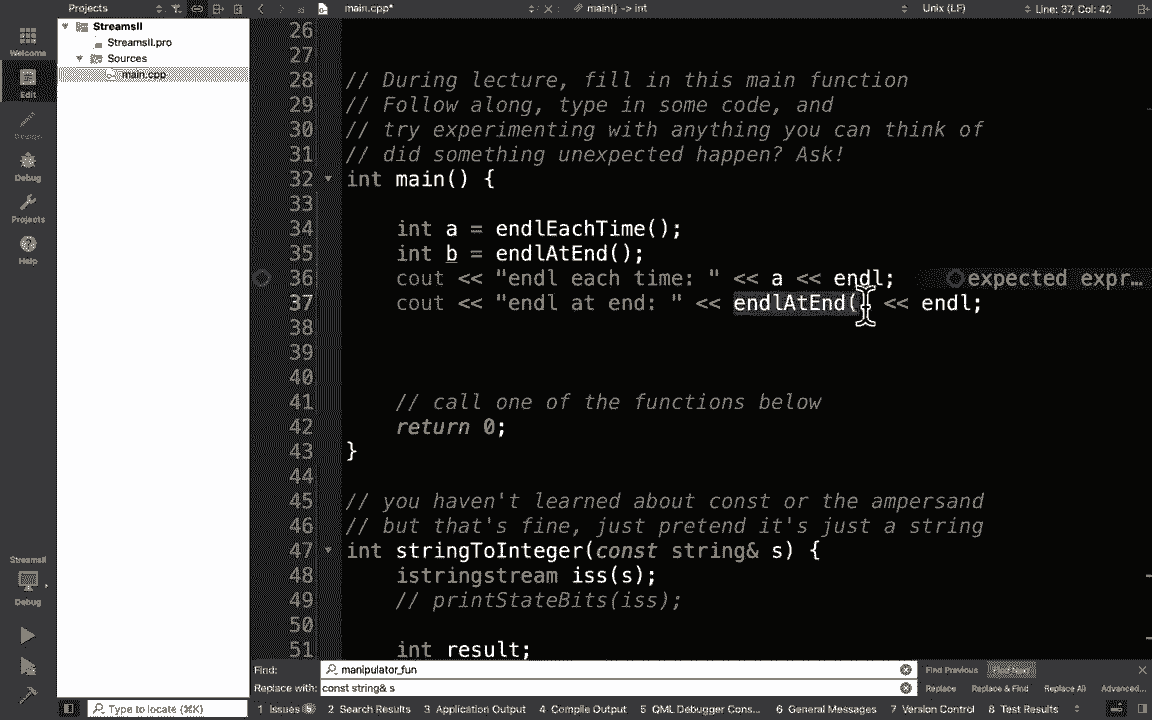 Projects
main.cpp*
main() -> int
Unix (LF)
Line: 37, Col: 42
StreamsII
StreamsII.pro
Sources
main.cpp
Welcome
Edit
Design
Debug
Projects
Help
StreamsII
Debug
26
27
28 // During lecture, fill in this main function
29 // Follow along, type in some code, and
30 // try experimenting with anything you can think of
31 // did something unexpected happen? Ask!
32 int main() {
33
34 int a = endlEachTime();
35 int b = endlAtEnd();
36 cout << "endl each time: " << a << endl; expected expr…
37 cout << "endl at end: " << endlAtEnd( << endl;
38
39
40
41 // call one of the functions below
42 return 0;
43 }
44
45 // you haven't learned about const or the ampersand
46 // but that's fine, just pretend it's just a string
47 int stringToInteger(const string& s) {
48 istringstream iss(s);
49 // printStateBits(iss);
50
51 int result;
Find: manipulator_fun Find Previous Find Next
Replace with: const string& s Replace Replace & Find Replace All Advanced...
Type to locate (⌘K) 1 Issues 2 Search Results 3 Application Output 4 Compile Output 5 QML Debugger Cons... 6 General Messages 7 Version Control 8 Test Results